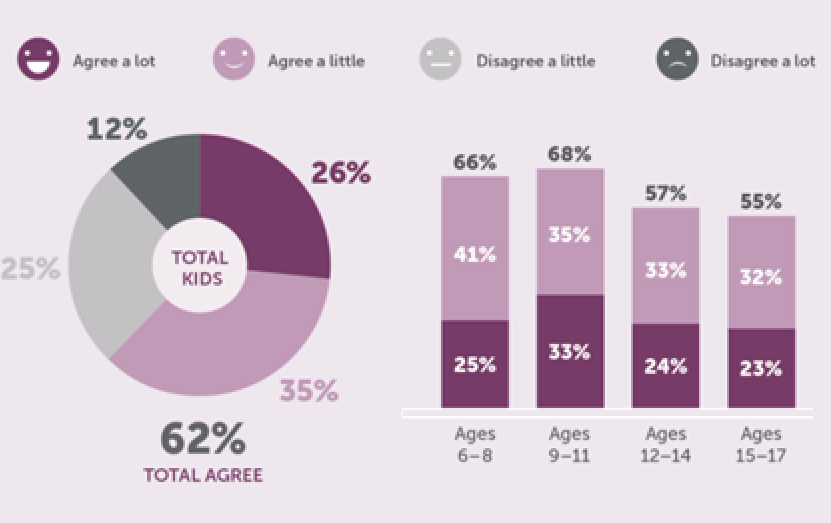 Agree a lot
Agree a little
Disagree a little
Disagree a lot
12%
26%
25%
35%
TOTAL
KIDS
62%
TOTAL AGREE
66%
68%
57%
55%
41%
35%
33%
32%
25%
33%
24%
23%
Ages
6–8
Ages
9–11
Ages
12–14
Ages
15–17